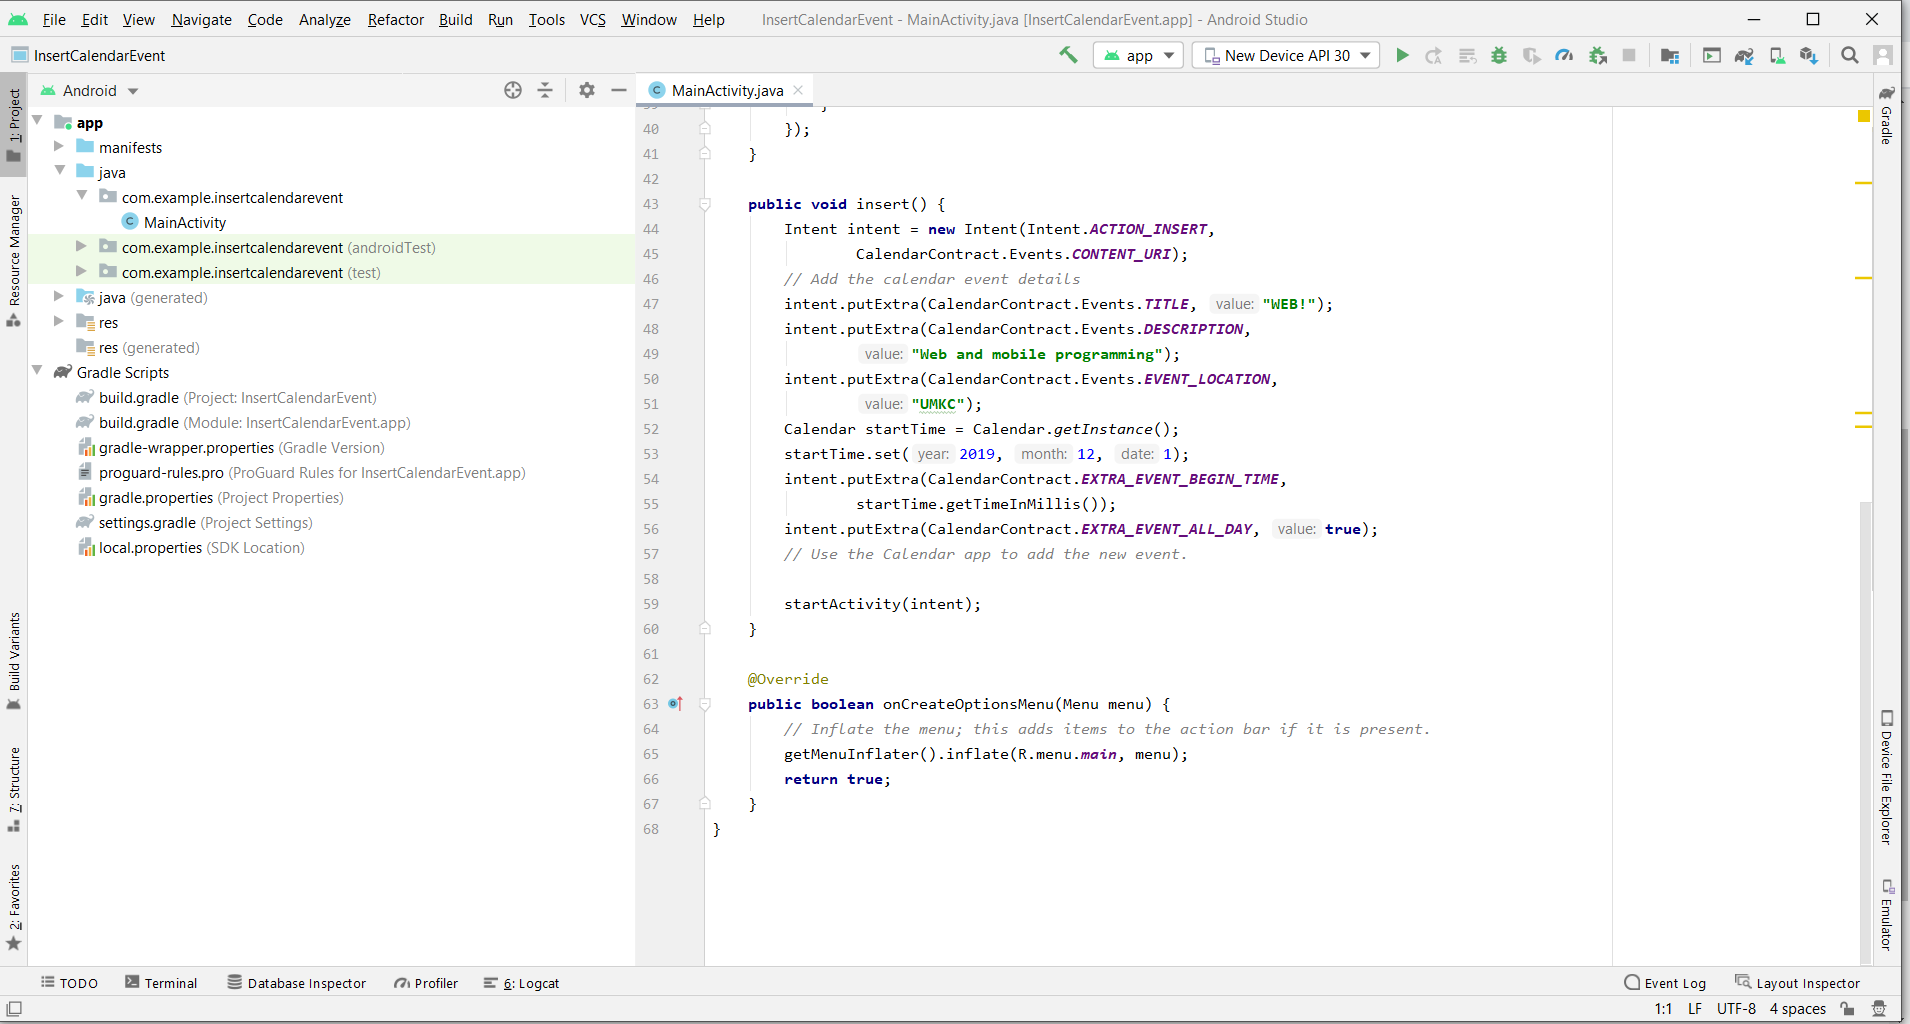 File Edit View Navigate Code Analyze Refactor Build Run Tools VCS Window Help InsertCalendarEvent - MainActivity.java [InsertCalendarEvent.app] - Android Studio
InsertCalendarEvent app New Device API 30
Android MainActivity.java
1: Project
Resource Manager
Build Variants
7: Structure
2: Favorites
app
manifests
java
com.example.insertcalendarevent
MainActivity
com.example.insertcalendarevent (androidTest)
com.example.insertcalendarevent (test)
java (generated)
res
res (generated)
Gradle Scripts
build.gradle (Project: InsertCalendarEvent)
build.gradle (Module: InsertCalendarEvent.app)
gradle-wrapper.properties (Gradle Version)
proguard-rules.pro (ProGuard Rules for InsertCalendarEvent.app)
gradle.properties (Project Properties)
settings.gradle (Project Settings)
local.properties (SDK Location)
40 });
41 }
42
43 public void insert() {
44 Intent intent = new Intent(Intent.ACTION_INSERT,
45 CalendarContract.Events.CONTENT_URI);
46 // Add the calendar event details
47 intent.putExtra(CalendarContract.Events.TITLE, value: "WEB!");
48 intent.putExtra(CalendarContract.Events.DESCRIPTION,
49 value: "Web and mobile programming");
50 intent.putExtra(CalendarContract.Events.EVENT_LOCATION,
51 value: "UMKC");
52 Calendar startTime = Calendar.getInstance();
53 startTime.set( year: 2019, month: 12, date: 1);
54 intent.putExtra(CalendarContract.EXTRA_EVENT_BEGIN_TIME,
55 startTime.getTimeInMillis());
56 intent.putExtra(CalendarContract.EXTRA_EVENT_ALL_DAY, value: true);
57 // Use the Calendar app to add the new event.
58
59 startActivity(intent);
60 }
61
62 @Override
63 public boolean onCreateOptionsMenu(Menu menu) {
64 // Inflate the menu; this adds items to the action bar if it is present.
65 getMenuInflater().inflate(R.menu.main, menu);
66 return true;
67 }
68 }
Gradle
Device File Explorer
Emulator
TODO Terminal Database Inspector Profiler 6: Logcat Event Log Layout Inspector
1:1 LF UTF-8 4 spaces